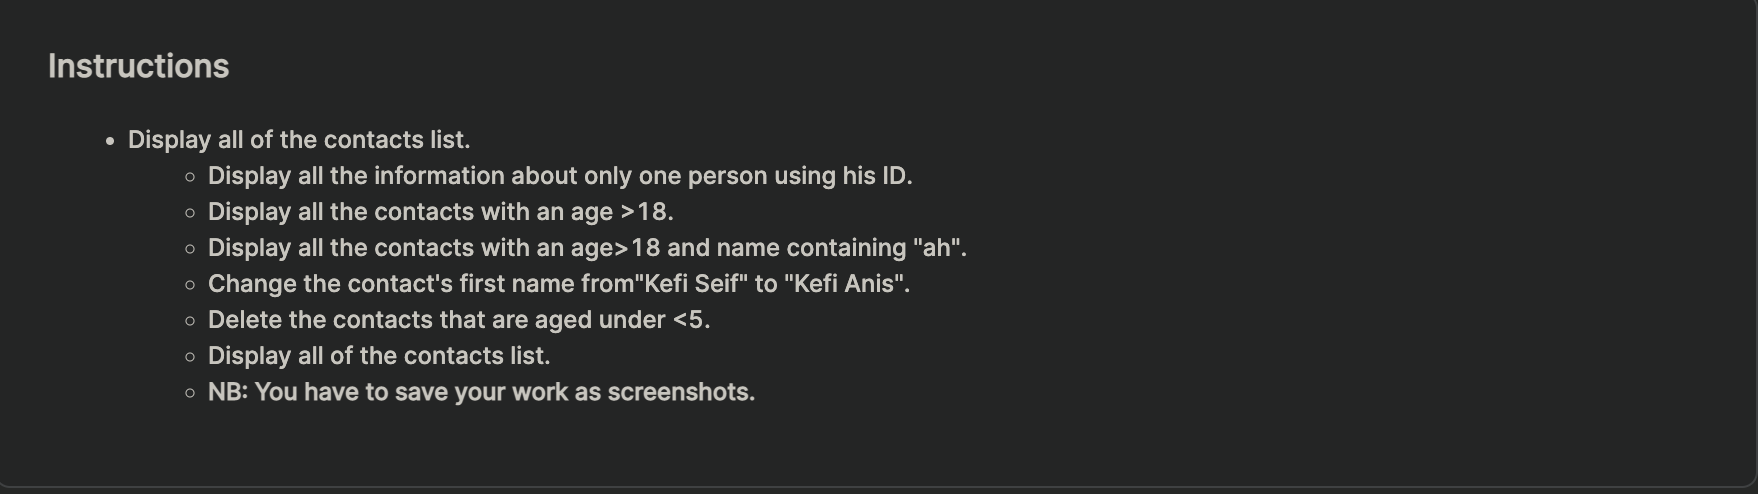 Instructions
Display all of the contacts list.
Display all the information about only one person using his ID.
Display all the contacts with an age >18.
Display all the contacts with an age>18 and name containing "ah".
Change the contact's first name from"Kefi Seif" to "Kefi Anis".
Delete the contacts that are aged under <5.
Display all of the contacts list.
NB: You have to save your work as screenshots.